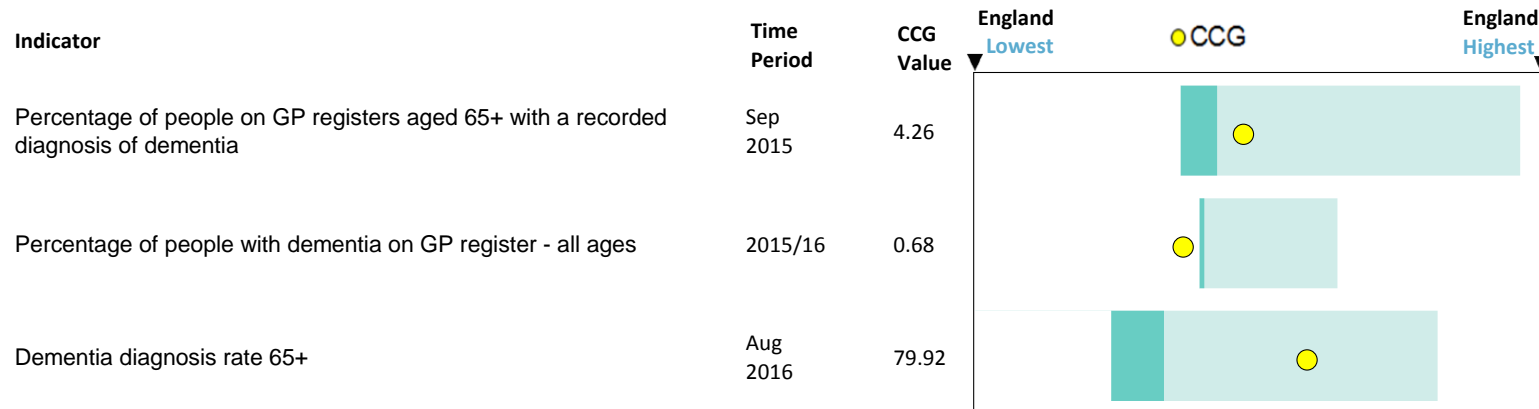 Indicator
Time
Period
CCG
Value
England
Lowest
CCG
England
Highest
Percentage of people on GP registers aged 65+ with a recorded
diagnosis of dementia
Sep
2015
4.26
Percentage of people with dementia on GP register - all ages
2015/16
0.68
Dementia diagnosis rate 65+
Aug
2016
79.92